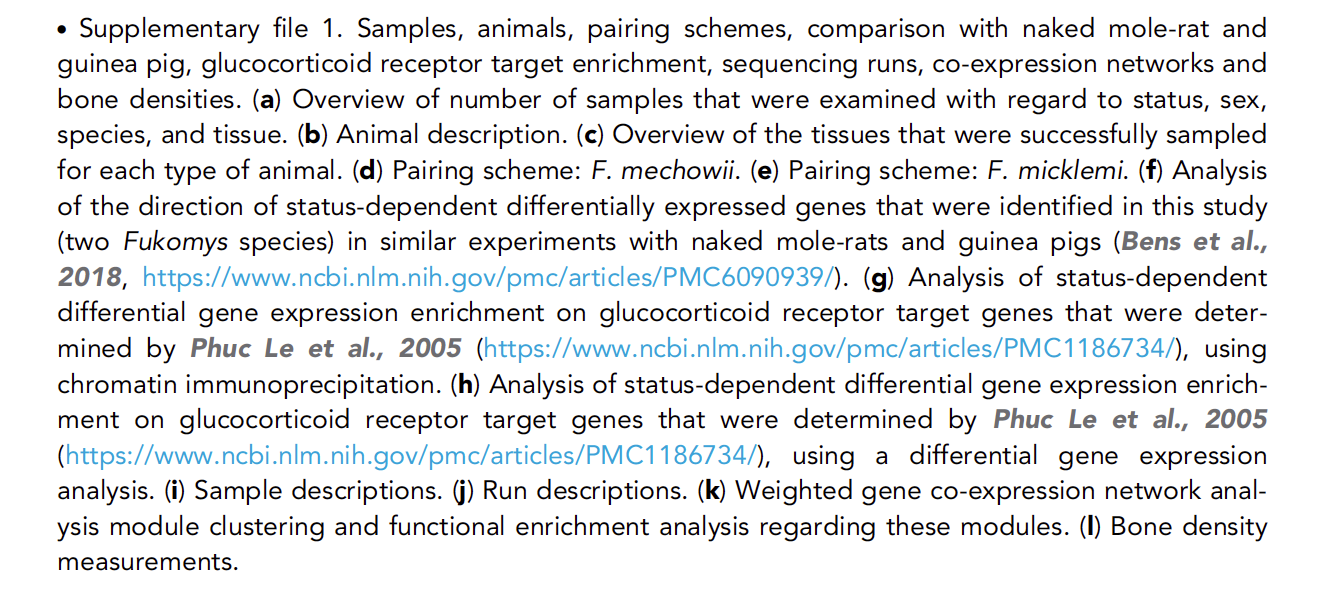 • Supplementary file 1. Samples, animals, pairing schemes, comparison with naked mole-rat and
guinea pig, glucocorticoid receptor target enrichment, sequencing runs, co-expression networks and
bone densities. (a) Overview of number of samples that were examined with regard to status, sex,
species, and tissue. (b) Animal description. (c) Overview of the tissues that were successfully sampled
for each type of animal. (d) Pairing scheme: F. mechowii. (e) Pairing scheme: F. micklemi. (f) Analysis
of the direction of status-dependent differentially expressed genes that were identified in this study
(two Fukomys species) in similar experiments with naked mole-rats and guinea pigs (Bens et al.,
2018, https://www.ncbi.nlm.nih.gov/pmc/articles/PMC6090939/). (g) Analysis of status-dependent
differential gene expression enrichment on glucocorticoid receptor target genes that were deter-
mined by Phuc Le et al., 2005 (https://www.ncbi.nlm.nih.gov/pmc/articles/PMC1186734/), using
chromatin immunoprecipitation. (h) Analysis of status-dependent differential gene expression enrich-
ment on glucocorticoid receptor target genes that were determined by Phuc Le et al., 2005
(https://www.ncbi.nlm.nih.gov/pmc/articles/PMC1186734/), using a differential gene expression
analysis. (i) Sample descriptions. (j) Run descriptions. (k) Weighted gene co-expression network anal-
ysis module clustering and functional enrichment analysis regarding these modules. (l) Bone density
measurements.